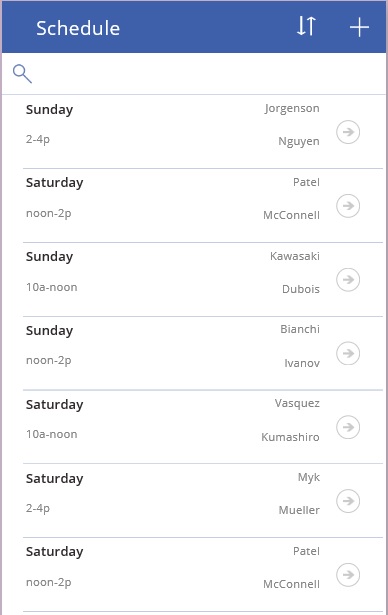 Schedule
Sunday Jorgenson
2-4p Nguyen
Saturday Patel
noon-2p McConnell
Sunday Kawasaki
10a-noon Dubois
Sunday Bianchi
noon-2p Ivanov
Saturday Vasquez
10a-noon Kumashiro
Saturday Myk
2-4p Mueller
Saturday Patel
noon-2p McConnell